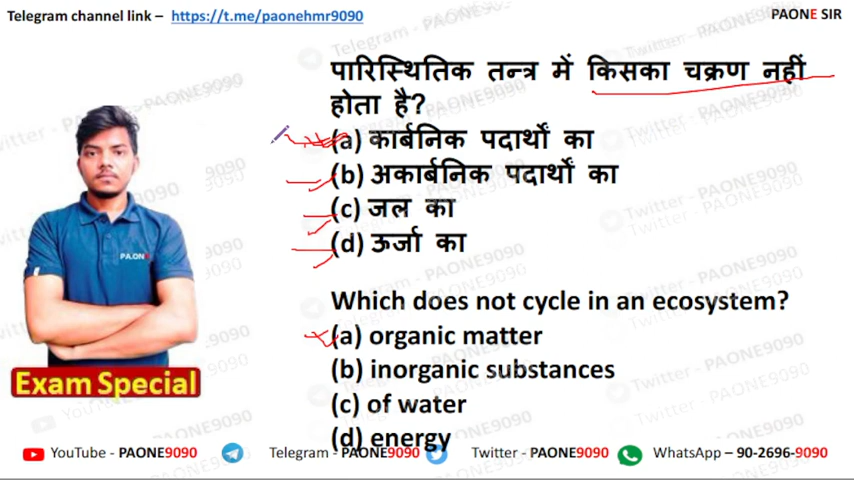 Telegram channel link – https://t.me/paonehmr9090
PAONE SIR
पारिस्थितिक तन्त्र में किसका चक्रण नहीं
होता है?
(a) कार्बनिक पदार्थों का
(b) अकार्बनिक पदार्थों का
(c) जल का
(d) ऊर्जा का
Which does not cycle in an ecosystem?
(a) organic matter
(b) inorganic substances
(c) of water
(d) energy
PA.ONE
Exam Special
YouTube - PAONE9090
Telegram - PAONE9090
Twitter - PAONE9090
WhatsApp – 90-2696-9090